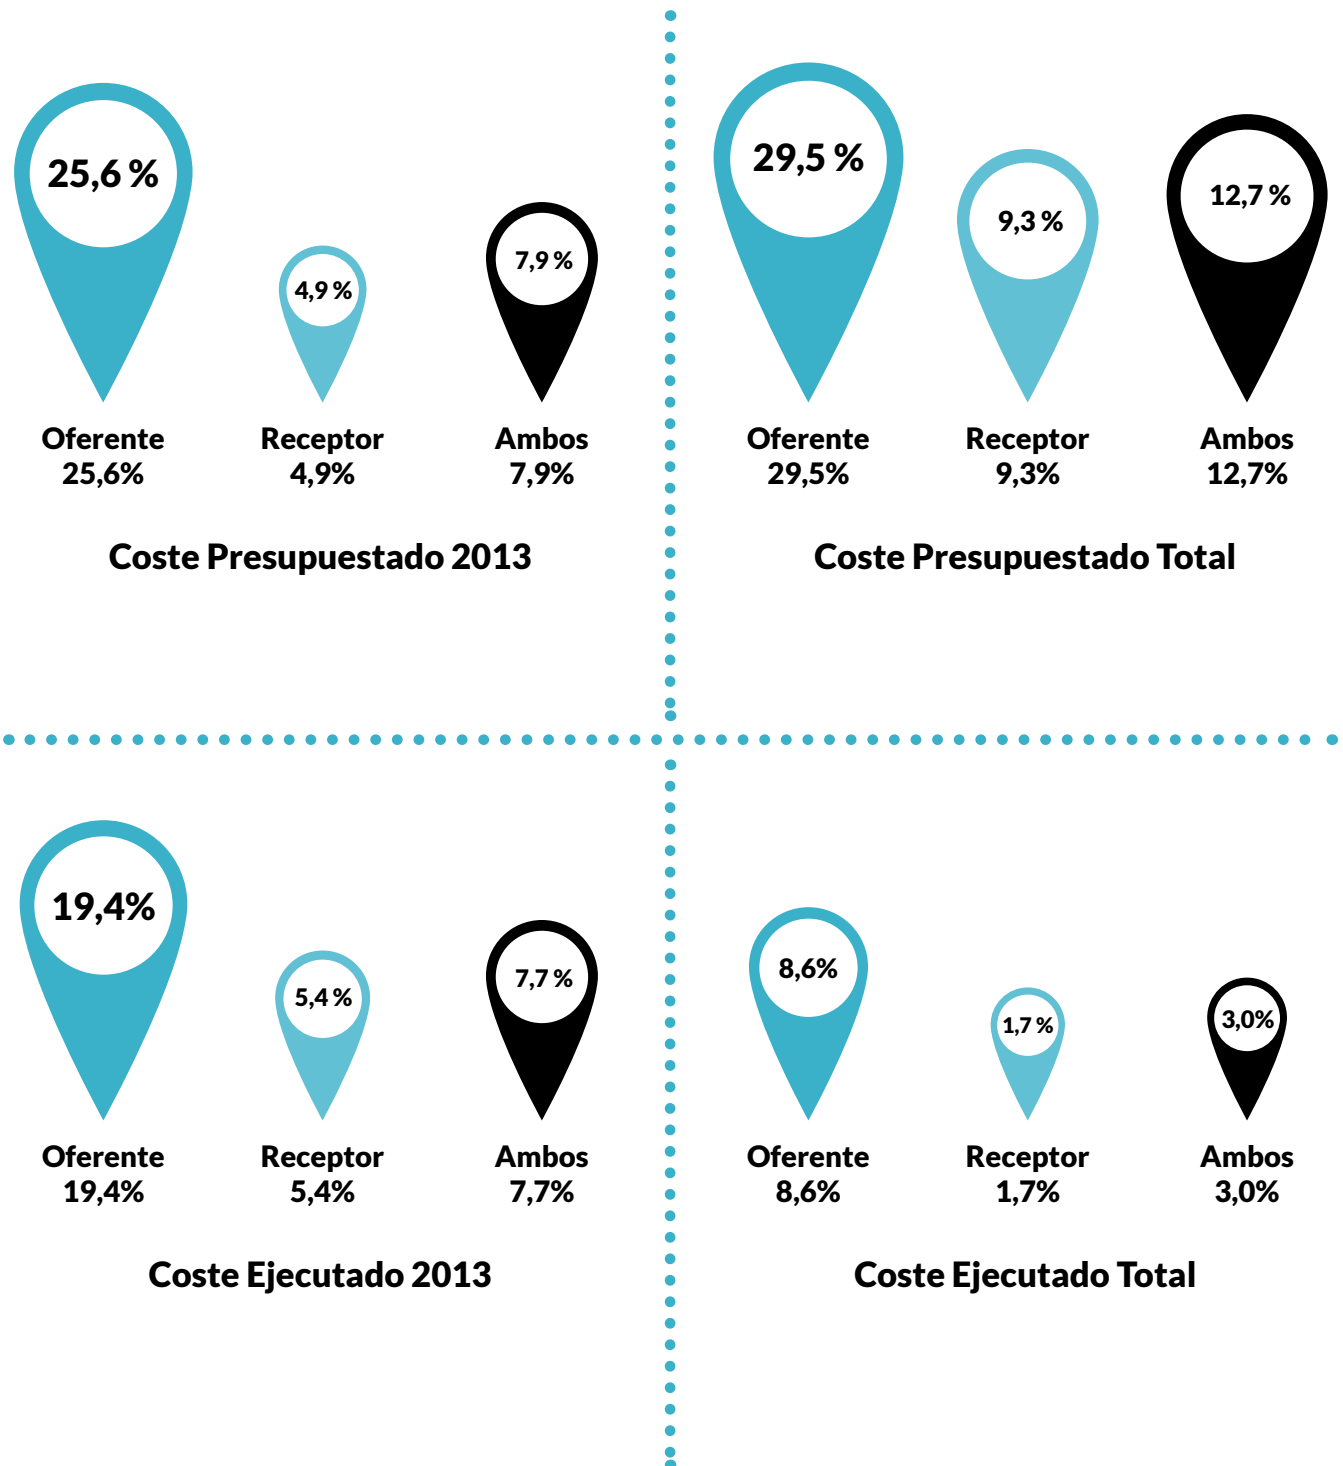 25,6 %
4,9 %
7,9 %
Oferente
25,6%
Receptor
4,9%
Ambos
7,9%
Coste Presupuestado 2013
29,5 %
9,3 %
12,7 %
Oferente
29,5%
Receptor
9,3%
Ambos
12,7%
Coste Presupuestado Total
19,4%
5,4 %
7,7 %
Oferente
19,4%
Receptor
5,4%
Ambos
7,7%
Coste Ejecutado 2013
8,6%
1,7 %
3,0%
Oferente
8,6%
Receptor
1,7%
Ambos
3,0%
Coste Ejecutado Total